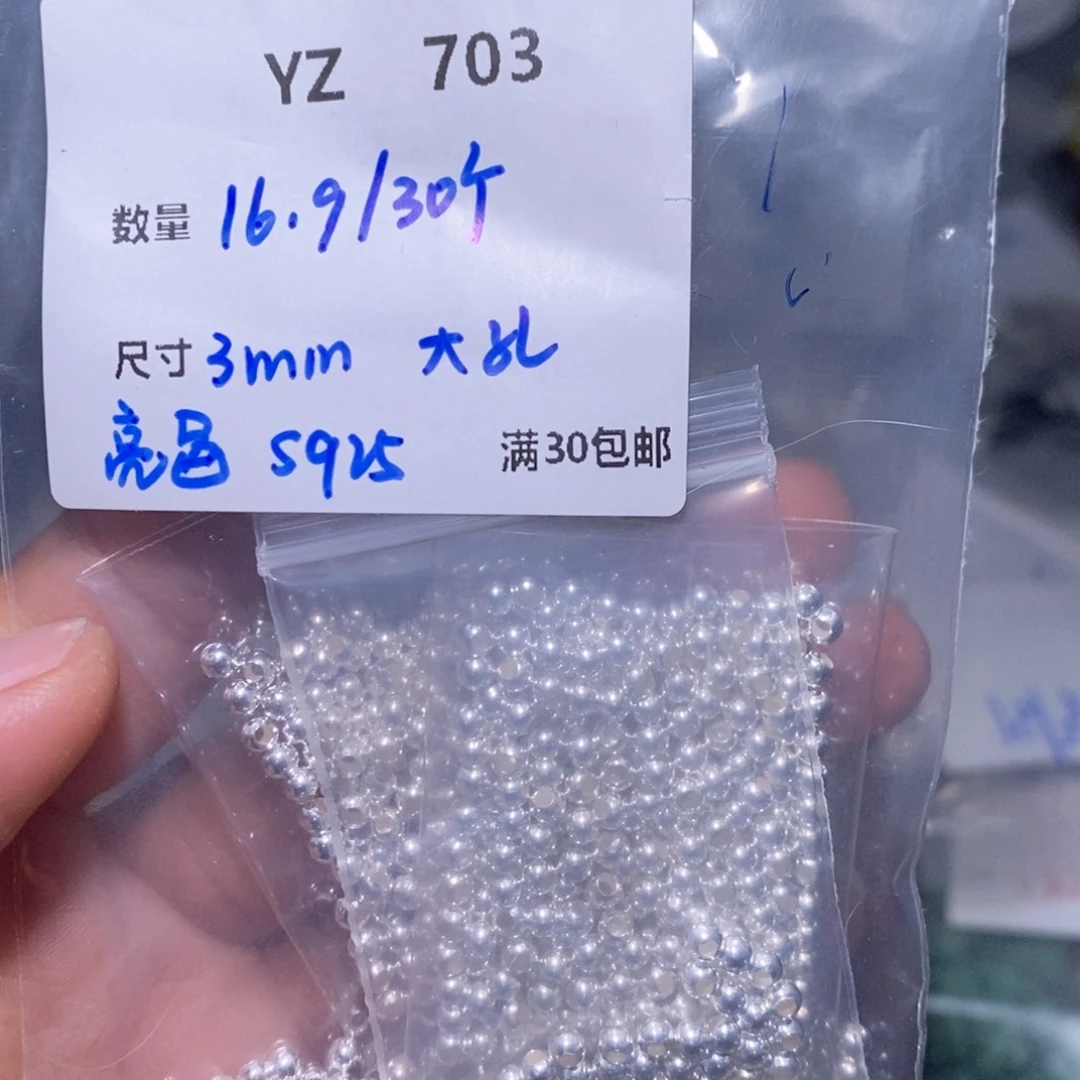 YZ 703
数量 16.9/30个
尺寸 3mm 大孔
亮色 S925 满30包邮